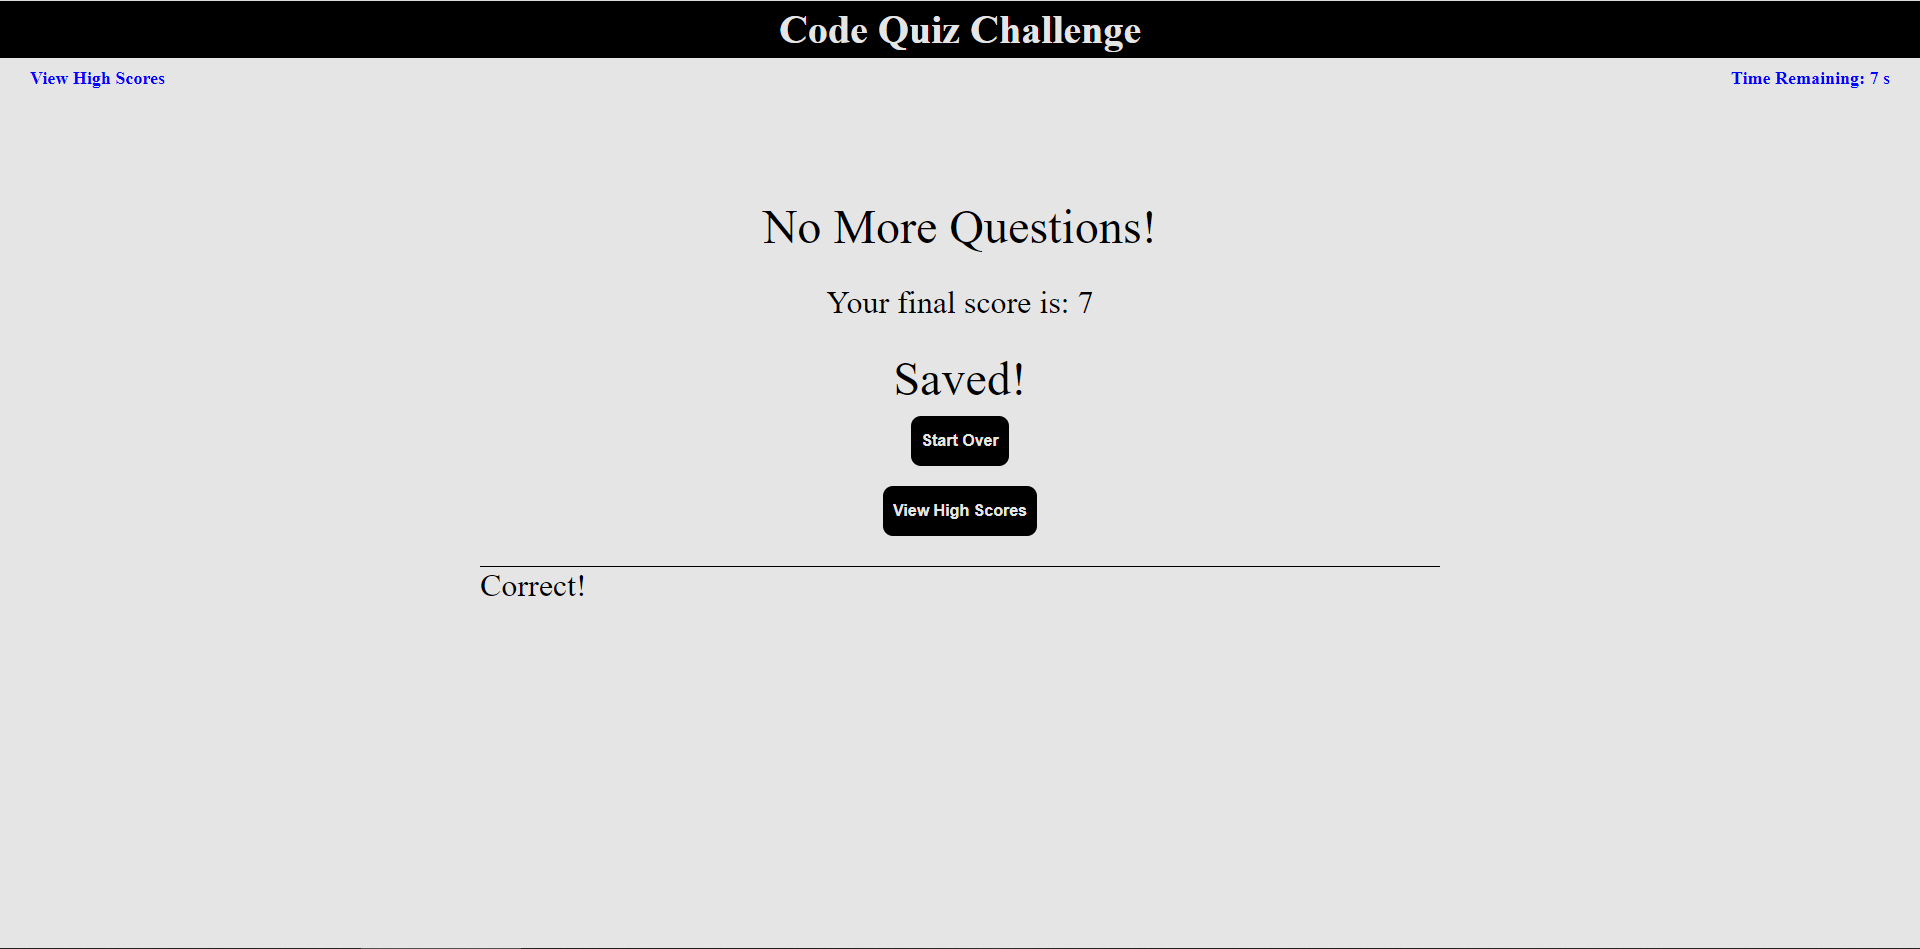 Code Quiz Challenge
View High Scores
Time Remaining: 7 s
No More Questions!
Your final score is: 7
Saved!
Start Over
View High Scores
Correct!